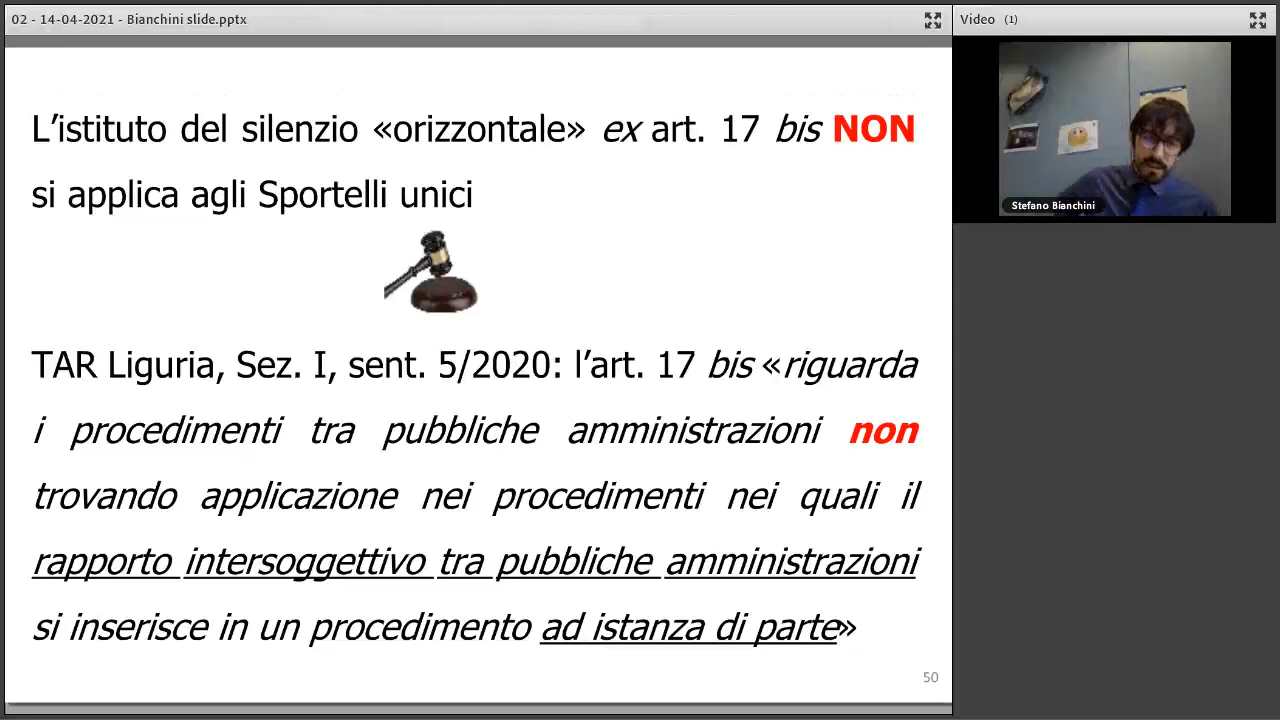 02 - 14-04-2021 - Bianchini slide.pptx
Video (1)
Stefano Bianchini
L’istituto del silenzio «orizzontale» ex art. 17 bis NON
si applica agli Sportelli unici
TAR Liguria, Sez. I, sent. 5/2020: l’art. 17 bis «riguarda
i procedimenti tra pubbliche amministrazioni non
trovando applicazione nei procedimenti nei quali il
rapporto intersoggettivo tra pubbliche amministrazioni
si inserisce in un procedimento ad istanza di parte»
50